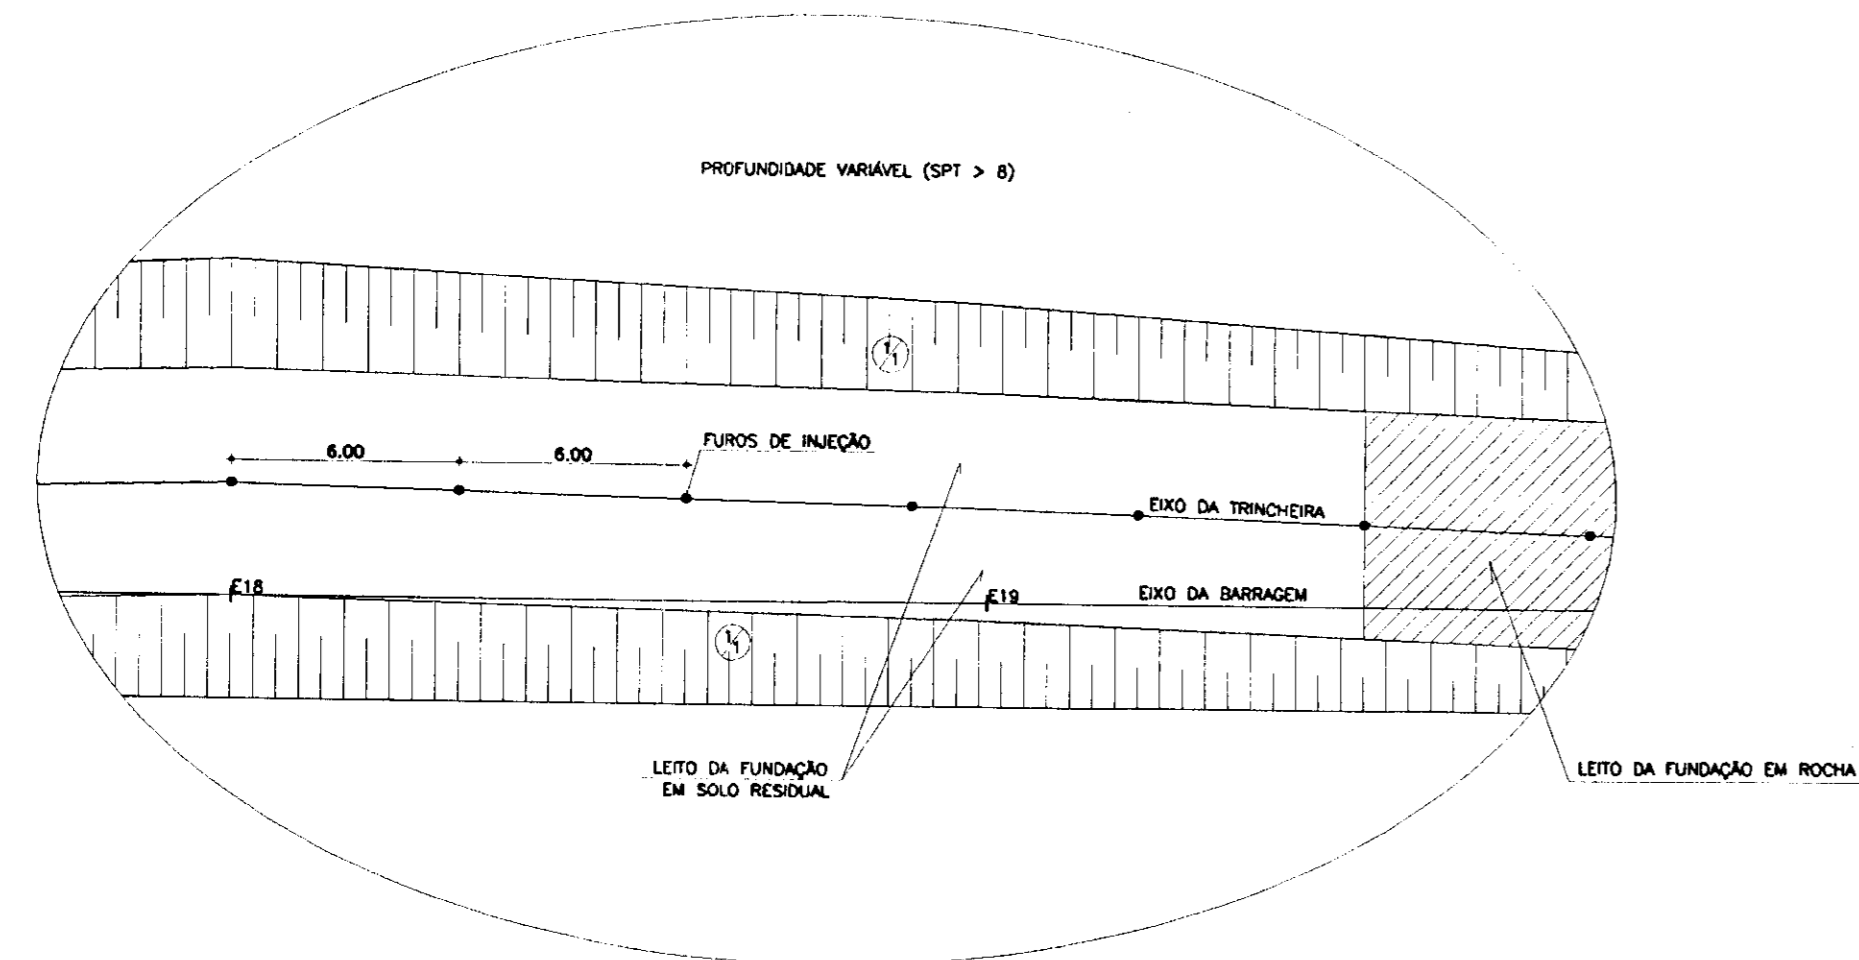 PROFUNDIDADE VARIÁVEL (SPT > 8)
1/1
6.00
6.00
FUROS DE INJEÇÃO
EIXO DA TRINCHEIRA
E18
E19
EIXO DA BARRAGEM
1/1
LEITO DA FUNDAÇÃO
EM SOLO RESIDUAL
LEITO DA FUNDAÇÃO EM ROCHA